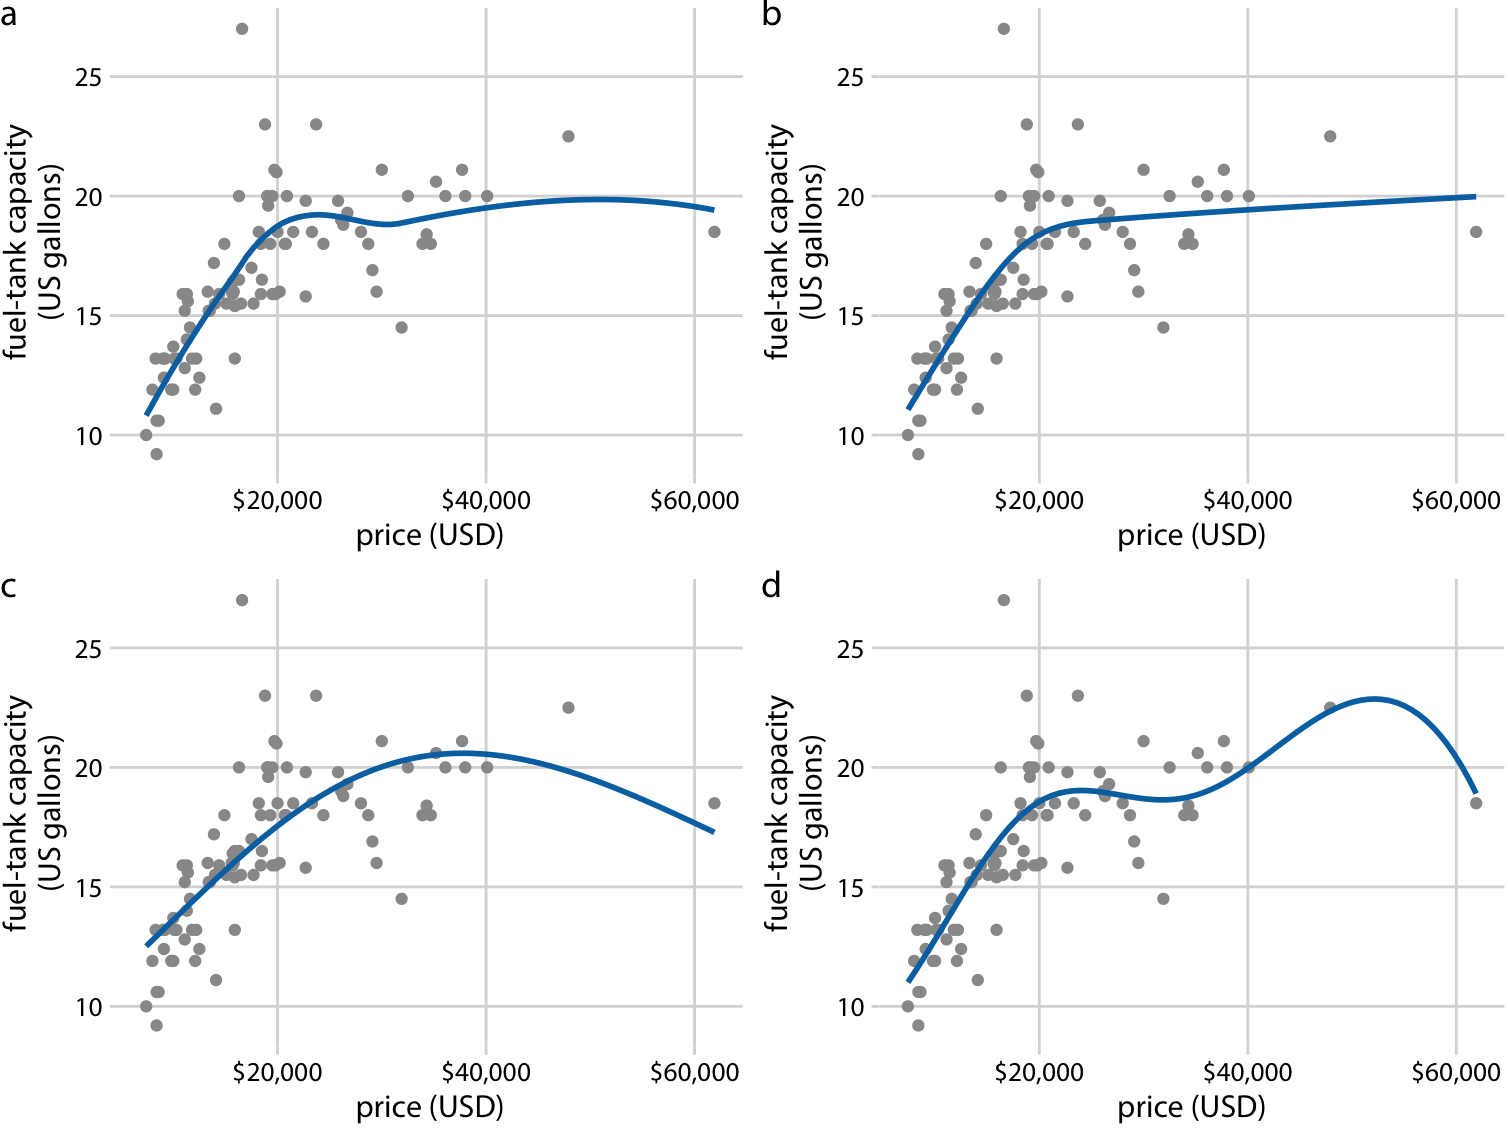 a
fuel-tank capacity
(US gallons)
25
20
15
10
$20,000
$40,000
$60,000
price (USD)
b
fuel-tank capacity
(US gallons)
25
20
15
10
$20,000
$40,000
$60,000
price (USD)
c
fuel-tank capacity
(US gallons)
25
20
15
10
$20,000
$40,000
$60,000
price (USD)
d
fuel-tank capacity
(US gallons)
25
20
15
10
$20,000
$40,000
$60,000
price (USD)